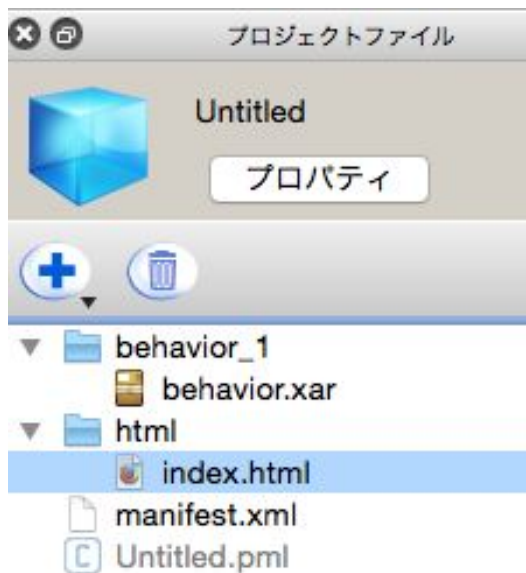 プロジェクトファイル
Untitled
プロパティ
behavior_1
behavior.xar
html
index.html
manifest.xml
Untitled.pml